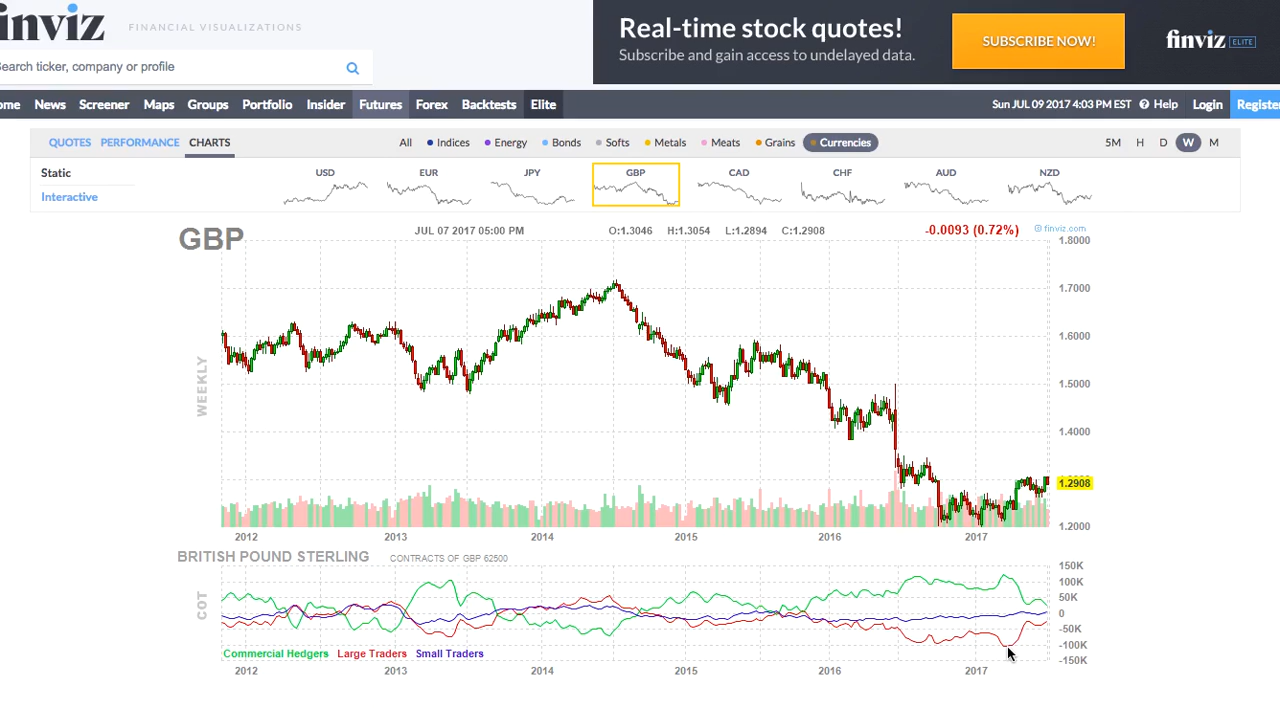 inviz FINANCIAL VISUALIZATIONS
Real-time stock quotes!
Subscribe and gain access to undelayed data.
SUBSCRIBE NOW!
finviz ELITE
earch ticker, company or profile
ome News Screener Maps Groups Portfolio Insider Futures Forex Backtests Elite Sun JUL 09 2017 4:03 PM EST Help Login Registe
QUOTES PERFORMANCE CHARTS All Indices Energy Bonds Softs Metals Meats Grains Currencies 5M H D W M
Static
Interactive
USD EUR JPY GBP CAD CHF AUD NZD
GBP JUL 07 2017 05:00 PM O:1.3046 H:1.3054 L:1.2894 C:1.2908 -0.0093 (0.72%) © finviz.com
1.8000
1.7000
1.6000
1.5000
1.4000
1.2908
1.2000
WEEKLY
2012 2013 2014 2015 2016 2017
BRITISH POUND STERLING CONTRACTS OF GBP 62500
150K
100K
50K
0
-50K
-100K
-150K
COT
Commercial Hedgers Large Traders Small Traders
2012 2013 2014 2015 2016 2017